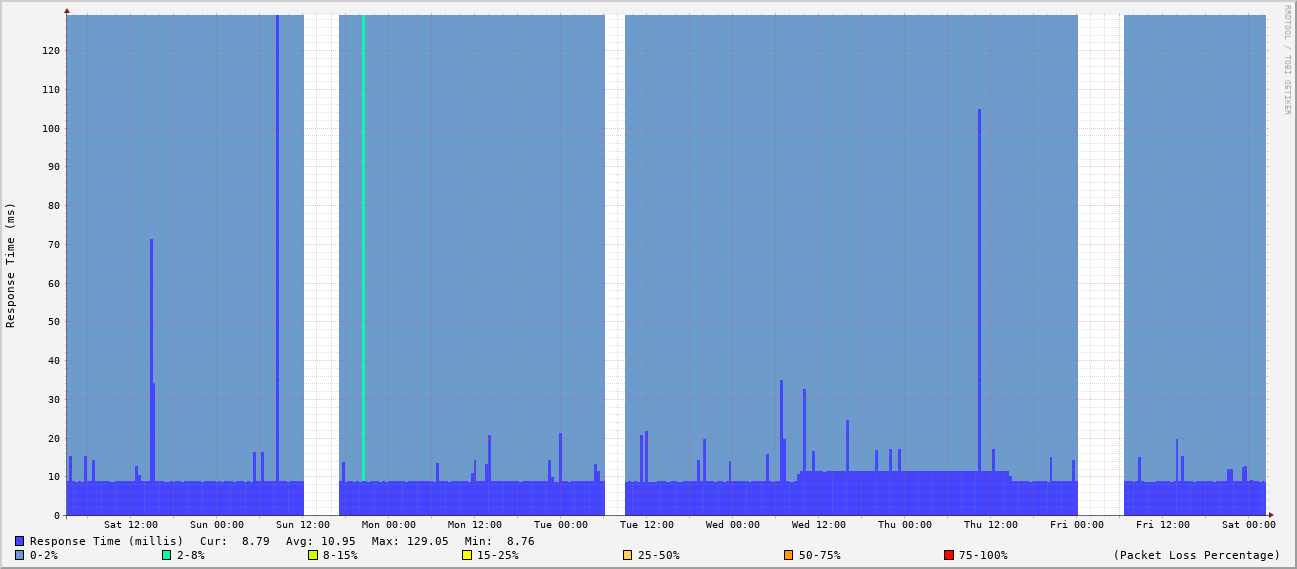 RRDTOOL / TOBI OETIKER
Response Time (ms)
120
110
100
90
80
70
60
50
40
30
20
10
0
Sat 12:00 Sun 00:00 Sun 12:00 Mon 00:00 Mon 12:00 Tue 00:00 Tue 12:00 Wed 00:00 Wed 12:00 Thu 00:00 Thu 12:00 Fri 00:00 Fri 12:00 Sat 00:00
Response Time (millis) Cur: 8.79 Avg: 10.95 Max: 129.05 Min: 8.76
0-2% 2-8% 8-15% 15-25% 25-50% 50-75% 75-100% (Packet Loss Percentage)